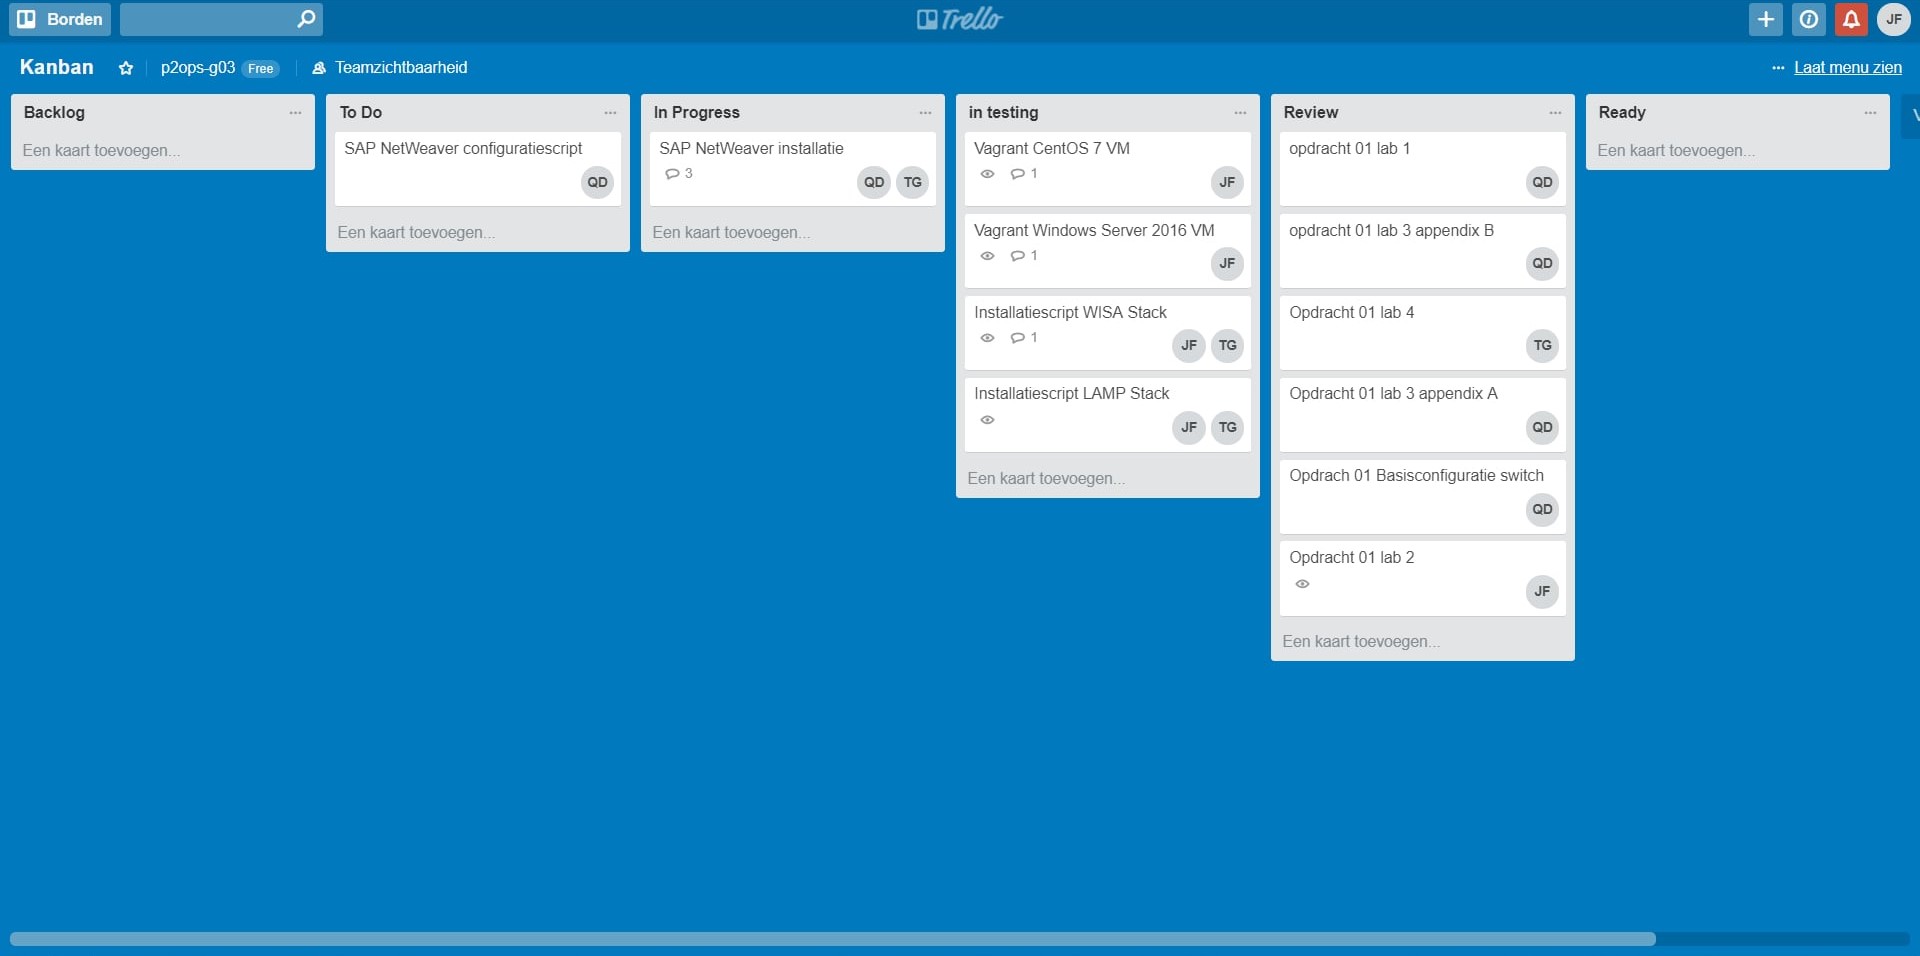 Borden
Trello
JF
Kanban
p2ops-g03 Free
Teamzichtbaarheid
Laat menu zien
Backlog
Een kaart toevoegen...
To Do
SAP NetWeaver configuratiescript
QD
Een kaart toevoegen...
In Progress
SAP NetWeaver installatie
3
QD TG
Een kaart toevoegen...
in testing
Vagrant CentOS 7 VM
1
JF
Vagrant Windows Server 2016 VM
1
JF
Installatiescript WISA Stack
1
JF TG
Installatiescript LAMP Stack
JF TG
Een kaart toevoegen...
Review
opdracht 01 lab 1
QD
opdracht 01 lab 3 appendix B
QD
Opdracht 01 lab 4
TG
Opdracht 01 lab 3 appendix A
QD
Opdrach 01 Basisconfiguratie switch
QD
Opdracht 01 lab 2
JF
Een kaart toevoegen...
Ready
Een kaart toevoegen...